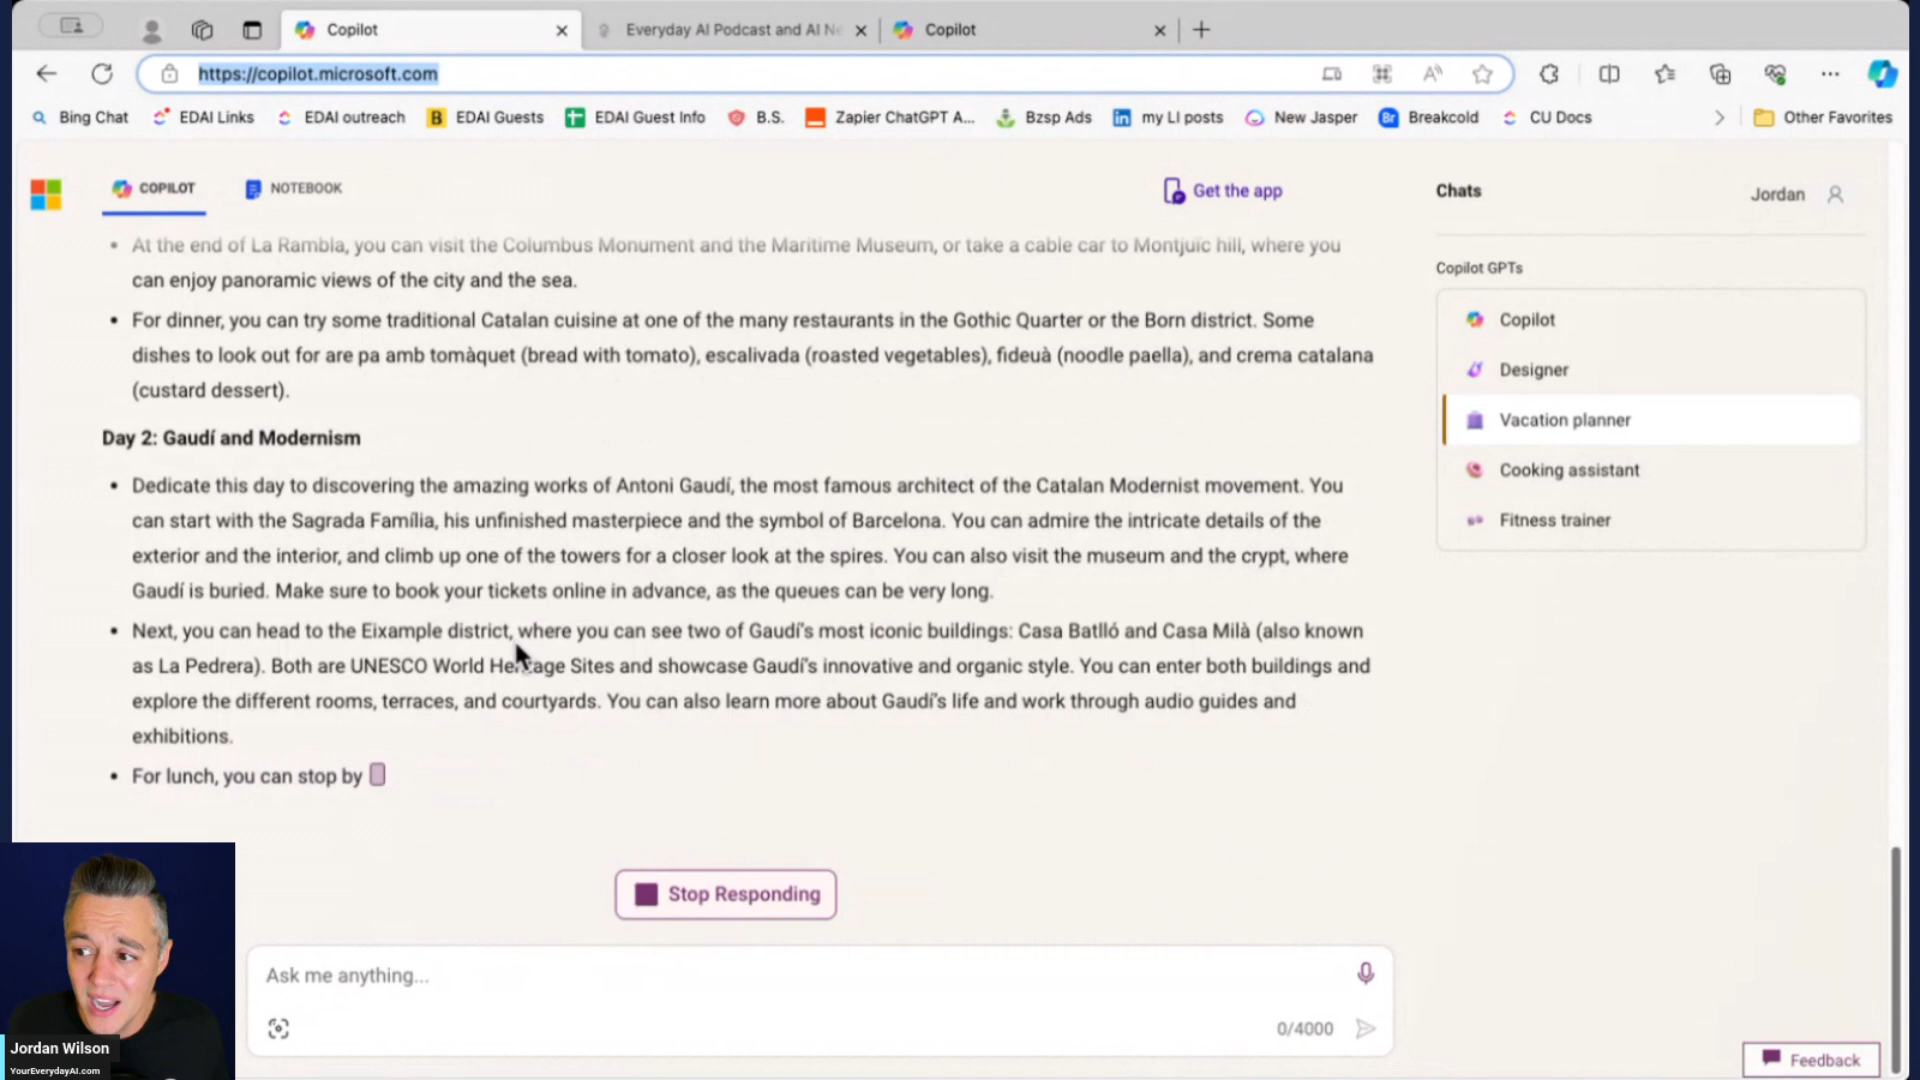 Copilot
Everyday AI Podcast and AI Ne
Copilot
https://copilot.microsoft.com
Bing Chat
EDAI Links
EDAI outreach
EDAI Guests
EDAI Guest Info
B.S.
Zapier ChatGPT A...
Bzsp Ads
my LI posts
New Jasper
Breakcold
CU Docs
Other Favorites
COPILOT
NOTEBOOK
Get the app
Chats
Jordan
• At the end of La Rambla, you can visit the Columbus Monument and the Maritime Museum, or take a cable car to Montjuïc hill, where you
can enjoy panoramic views of the city and the sea.
• For dinner, you can try some traditional Catalan cuisine at one of the many restaurants in the Gothic Quarter or the Born district. Some
dishes to look out for are pa amb tomàquet (bread with tomato), escalivada (roasted vegetables), fideuà (noodle paella), and crema catalana
(custard dessert).
Day 2: Gaudí and Modernism
• Dedicate this day to discovering the amazing works of Antoni Gaudí, the most famous architect of the Catalan Modernist movement. You
can start with the Sagrada Família, his unfinished masterpiece and the symbol of Barcelona. You can admire the intricate details of the
exterior and the interior, and climb up one of the towers for a closer look at the spires. You can also visit the museum and the crypt, where
Gaudí is buried. Make sure to book your tickets online in advance, as the queues can be very long.
• Next, you can head to the Eixample district, where you can see two of Gaudí's most iconic buildings: Casa Batlló and Casa Milà (also known
as La Pedrera). Both are UNESCO World Heritage Sites and showcase Gaudí's innovative and organic style. You can enter both buildings and
explore the different rooms, terraces, and courtyards. You can also learn more about Gaudí's life and work through audio guides and
exhibitions.
• For lunch, you can stop by
Copilot GPTs
Copilot
Designer
Vacation planner
Cooking assistant
Fitness trainer
Stop Responding
Ask me anything...
0/4000
Feedback
Jordan Wilson
YourEverydayAI.com